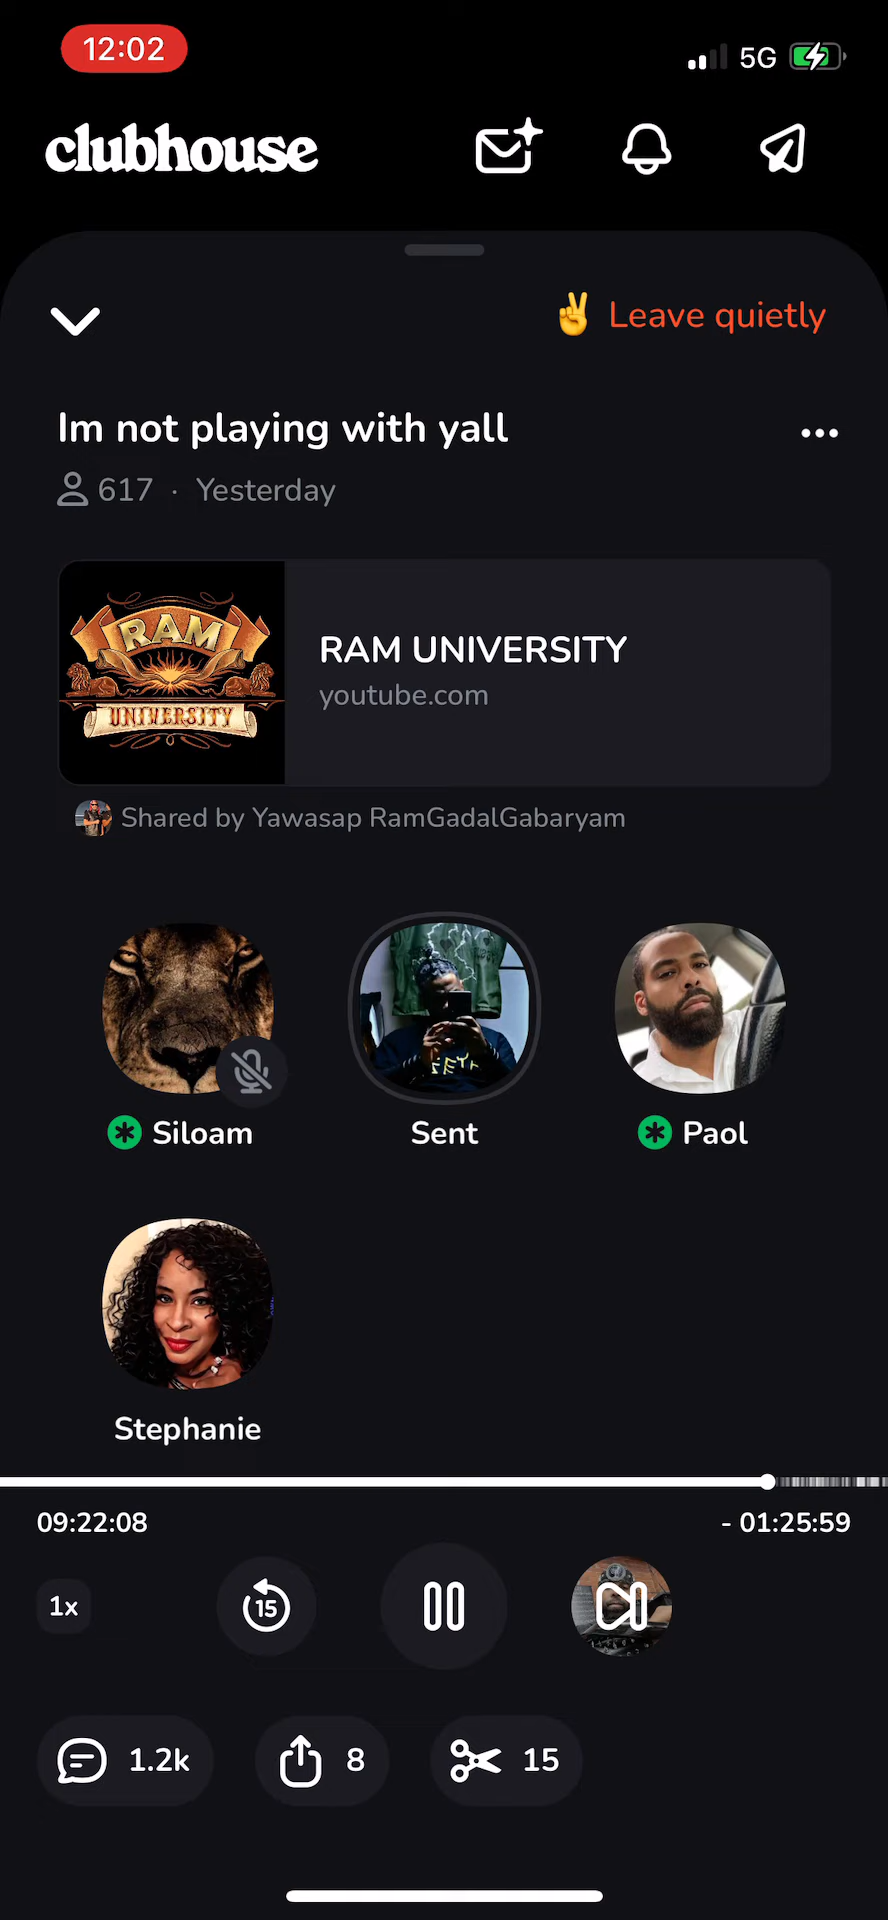 12:02
5G
clubhouse
✌️ Leave quietly
Im not playing with yall
617 · Yesterday
RAM
UNIVERSITY
RAM UNIVERSITY
youtube.com
Shared by Yawasap RamGadalGabaryam
Siloam
Sent
Paol
Stephanie
09:22:08
- 01:25:59
1x
15
1.2k
8
15